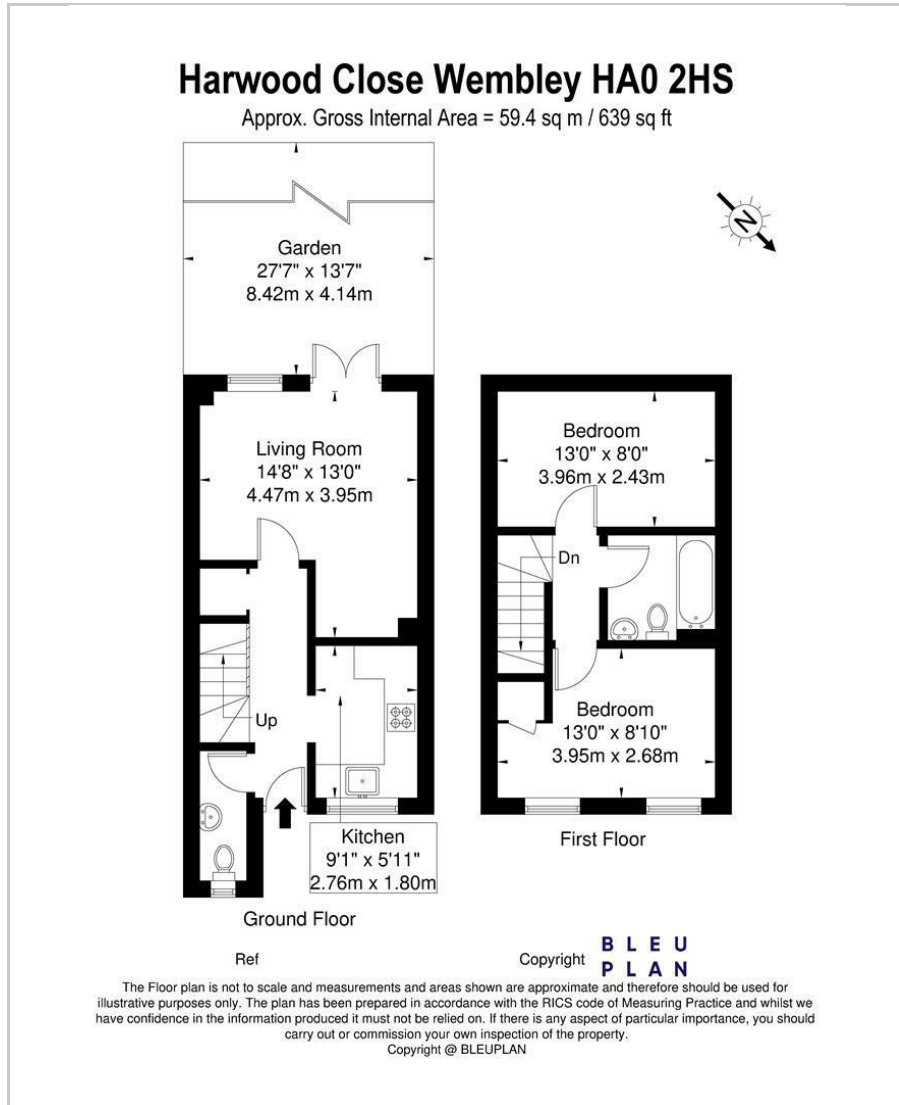 Harwood Close Wembley HA0 2HS
Approx. Gross Internal Area = 59.4 sq m / 639 sq ft
N
Garden
27'7" x 13'7"
8.42m x 4.14m
Living Room
14'8" x 13'0"
4.47m x 3.95m
Up
Kitchen
9'1" x 5'11"
2.76m x 1.80m
Ground Floor
Bedroom
13'0" x 8'0"
3.96m x 2.43m
Dn
Bedroom
13'0" x 8'10"
3.95m x 2.68m
First Floor
Ref
Copyright
BLEU
PLAN
The Floor plan is not to scale and measurements and areas shown are approximate and therefore should be used for
illustrative purposes only. The plan has been prepared in accordance with the RICS code of Measuring Practice and whilst we
have confidence in the information produced it must not be relied on. If there is any aspect of particular importance, you should
carry out or commission your own inspection of the property.
Copyright @ BLEUPLAN